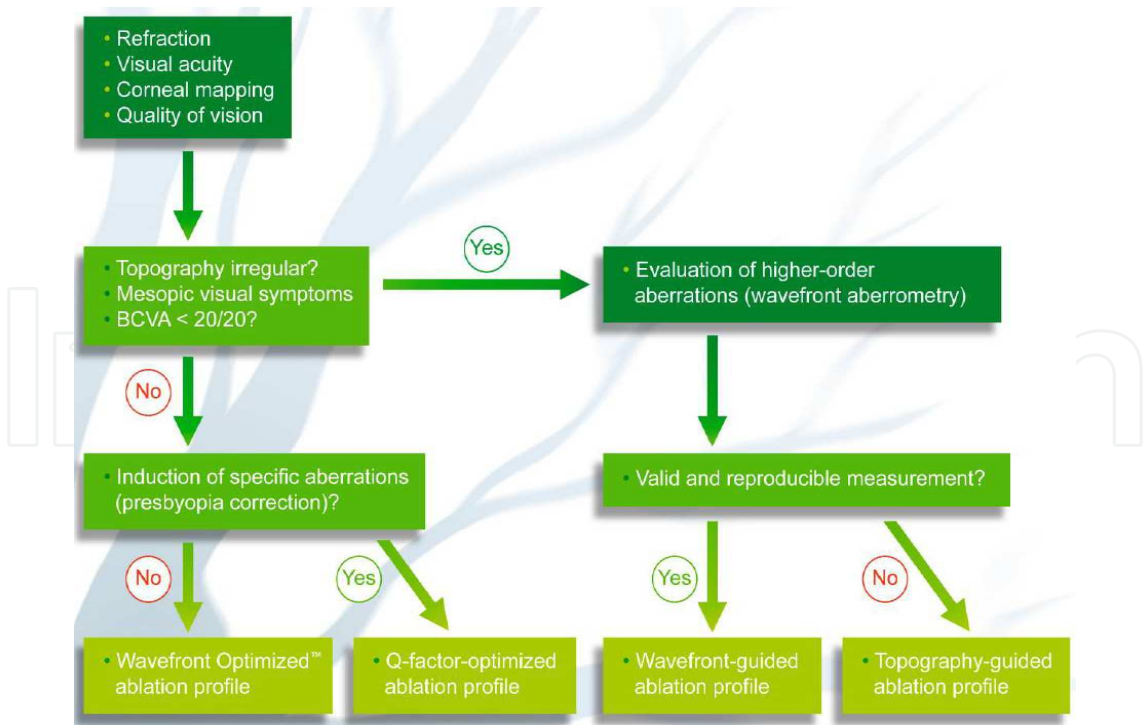 • Refraction
• Visual acuity
• Corneal mapping
• Quality of vision
• Topography irregular?
• Mesopic visual symptoms
• BCVA < 20/20?
Yes
• Evaluation of higher-order
aberrations (wavefront aberrometry)
No
• Induction of specific aberrations
(presbyopia correction)?
• Valid and reproducible measurement?
No
Yes
Yes
No
• Wavefront Optimized™
ablation profile
• Q-factor-optimized
ablation profile
• Wavefront-guided
ablation profile
• Topography-guided
ablation profile